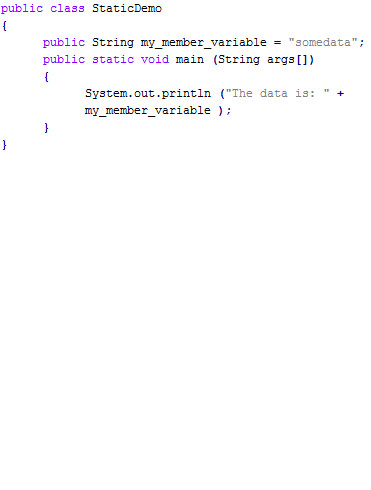 public class StaticDemo
{
public String my_member_variable = "somedata";
public static void main (String args[])
{
System.out.println ("The data is: " +
my_member_variable );
}
}